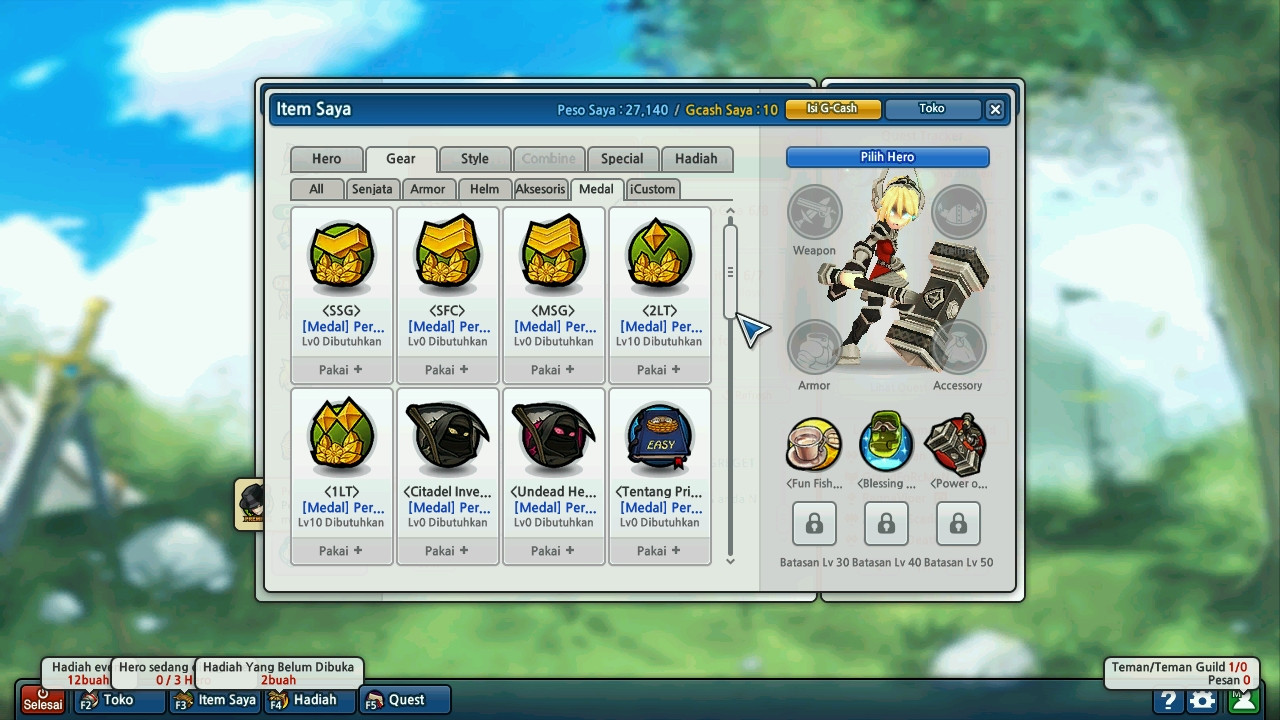 Item Saya
Peso Saya : 27,140 / Gcash Saya : 10
Isi G-Cash
Toko
Hero Gear Style Combine Special Hadiah
All Senjata Armor Helm Aksesoris Medal iCustom
Pilih Hero
<SSG> <SFC> <MSG> <2LT>
[Medal] Per... [Medal] Per... [Medal] Per... [Medal] Per...
Lv0 Dibutuhkan Lv0 Dibutuhkan Lv0 Dibutuhkan Lv10 Dibutuhkan
Pakai + Pakai + Pakai + Pakai +
EASY
<1LT> <Citadel Inve... <Undead He... <Tentang Pri...
[Medal] Per... [Medal] Per... [Medal] Per... [Medal] Per...
Lv10 Dibutuhkan Lv0 Dibutuhkan Lv0 Dibutuhkan Lv0 Dibutuhkan
Pakai + Pakai + Pakai + Pakai +
Weapon
Armor Accessory
<Fun Fish... <Blessing ... <Power o...
Batasan Lv 30 Batasan Lv 40 Batasan Lv 50
Hadiah
12buah
Hero sedang
0 / 3
Hadiah Yang Belum Dibuka
2buah
Teman/Teman Guild 1/0
Pesan 0
Selesai
F2 Toko
F3 Item Saya
F4 Hadiah
F5 Quest
?